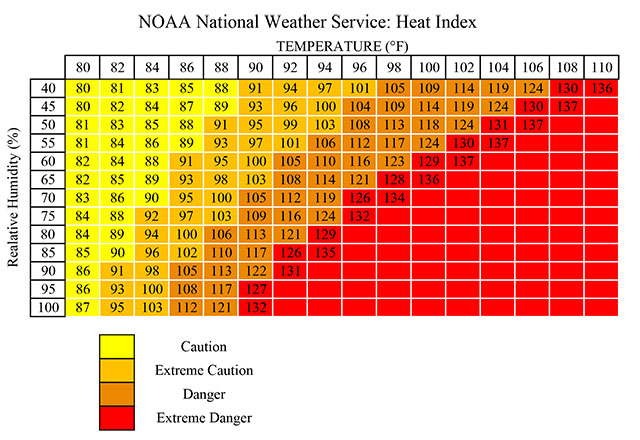 NOAA National Weather Service: Heat Index
TEMPERATURE (°F)
80 82 84 86 88 90 92 94 96 98 100 102 104 106 108 110
Realative Humidity (%)
40 80 81 83 85 88 91 94 97 101 105 109 114 119 124 130 136
45 80 82 84 87 89 93 96 100 104 109 114 119 124 130 137
50 81 83 85 88 91 95 99 103 108 113 118 124 131 137
55 81 84 86 89 93 97 101 106 112 117 124 130 137
60 82 84 88 91 95 100 105 110 116 123 129 137
65 82 85 89 93 98 103 108 114 121 128 136
70 83 86 90 95 100 105 112 119 126 134
75 84 88 92 97 103 109 116 124 132
80 84 89 94 100 106 113 121 129
85 85 90 96 102 110 117 126 135
90 86 91 98 105 113 122 131
95 86 93 100 108 117 127
100 87 95 103 112 121 132
Caution
Extreme Caution
Danger
Extreme Danger